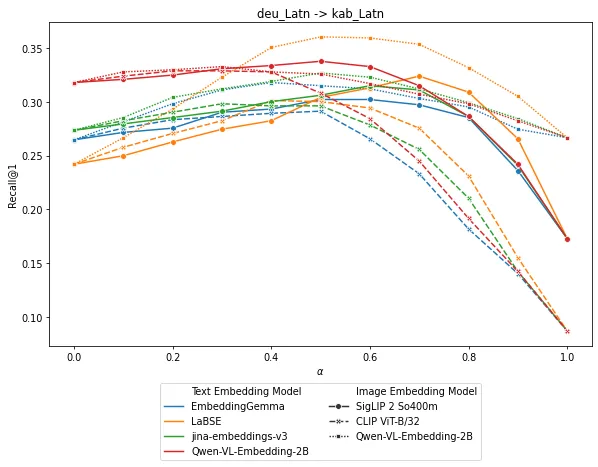 deu_Latn -> kab_Latn
Recall@1
0.35
0.30
0.25
0.20
0.15
0.10
0.0 0.2 0.4 0.6 0.8 1.0
α
Text Embedding Model Image Embedding Model
EmbeddingGemma SigLIP 2 So400m
LaBSE CLIP ViT-B/32
jina-embeddings-v3 Qwen-VL-Embedding-2B
Qwen-VL-Embedding-2B